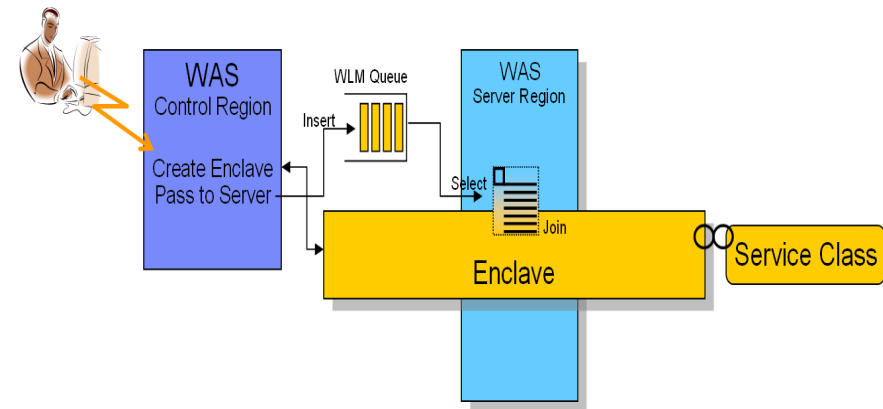 WAS
Control Region
Create Enclave
Pass to Server
Insert
WLM Queue
WAS
Server Region
Select
Join
Enclave
Service Class